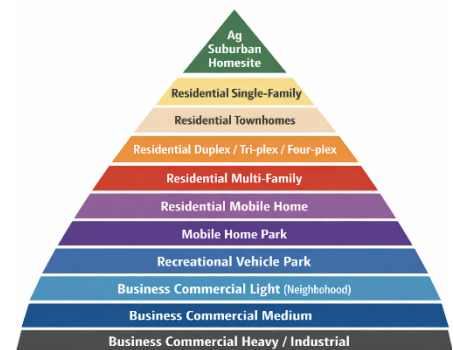 Ag
Suburban
Homesite
Residential Single-Family
Residential Townhomes
Residential Duplex / Tri-plex / Four-plex
Residential Multi-Family
Residential Mobile Home
Mobile Home Park
Recreational Vehicle Park
Business Commercial Light (Neighbohood)
Business Commercial Medium
Business Commercial Heavy / Industrial